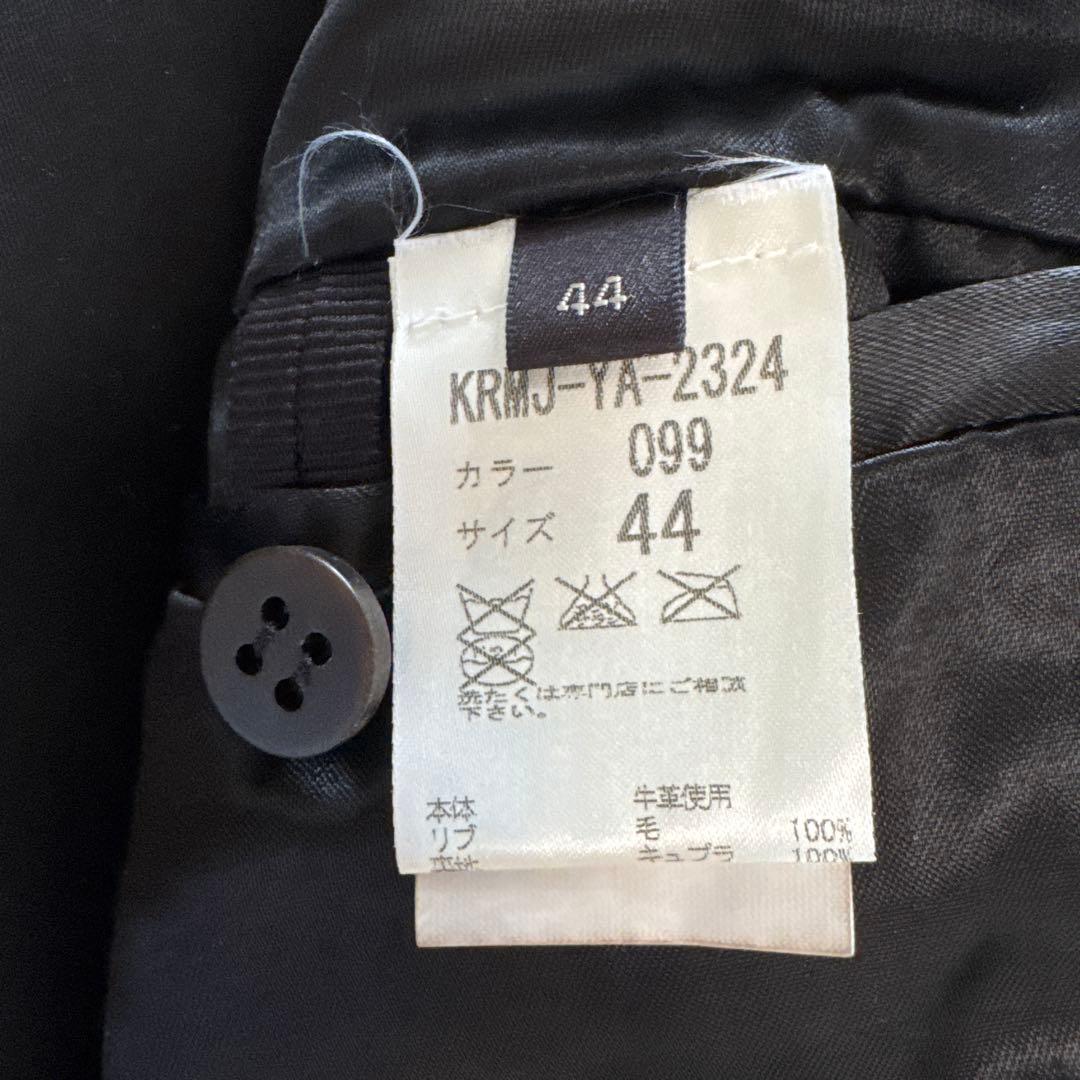 44
KRMJ-YA-2324
カラー 099
サイズ 44
洗たくは専門店にご相談
下さい。
本体 牛革使用
リブ 毛 100%
裏地 キュプラ 100%